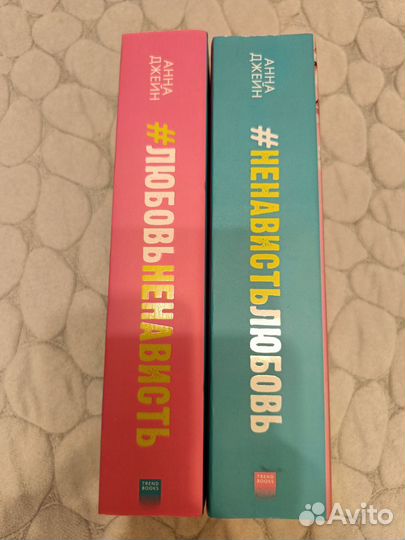 АННА
ДЖЕЙН
#ЛЮБОВЬНЕНАВИСТЬ
TREND
BOOKS
АННА
ДЖЕЙН
#НЕНАВИСТЬЛЮБОВЬ
TREND
BOOKS
Avito